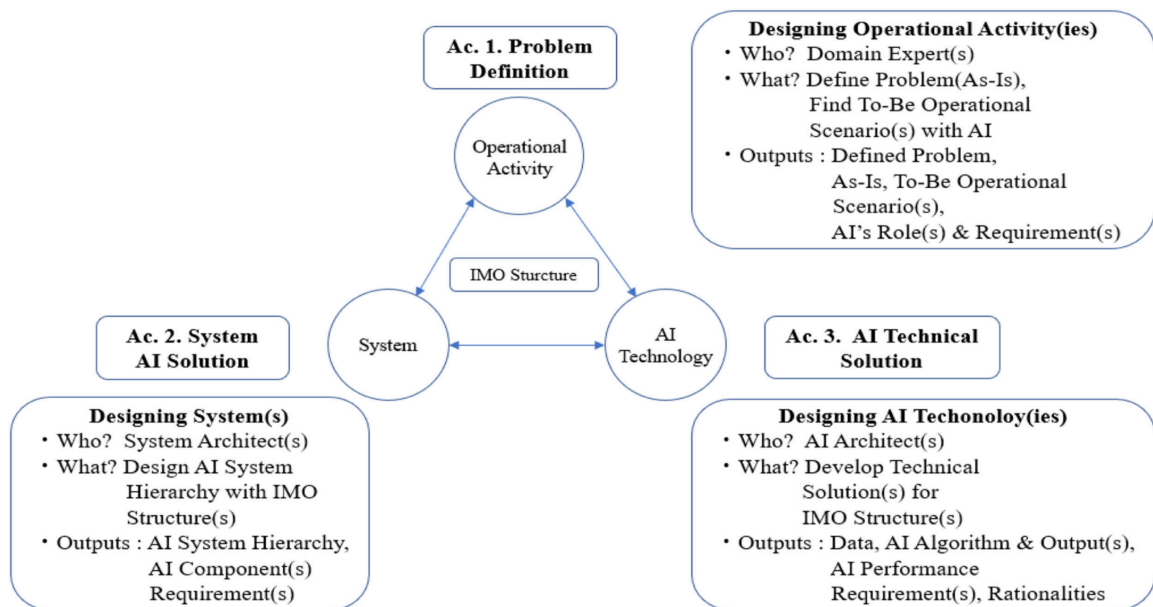 Ac. 1. Problem
Definition
Designing Operational Activity(ies)
• Who? Domain Expert(s)
• What? Define Problem(As-Is),
Find To-Be Operational
Scenario(s) with AI
• Outputs : Defined Problem,
As-Is, To-Be Operational
Scenario(s),
AI's Role(s) & Requirement(s)
Operational
Activity
IMO Sturcture
Ac. 2. System
AI Solution
System
AI
Technology
Ac. 3. AI Technical
Solution
Designing System(s)
• Who? System Architect(s)
• What? Design AI System
Hierarchy with IMO
Structure(s)
• Outputs : AI System Hierarchy,
AI Component(s)
Requirement(s)
Designing AI Techonoloy(ies)
• Who? AI Architect(s)
• What? Develop Technical
Solution(s) for
IMO Structure(s)
• Outputs : Data, AI Algorithm & Output(s),
AI Performance
Requirement(s), Rationalities